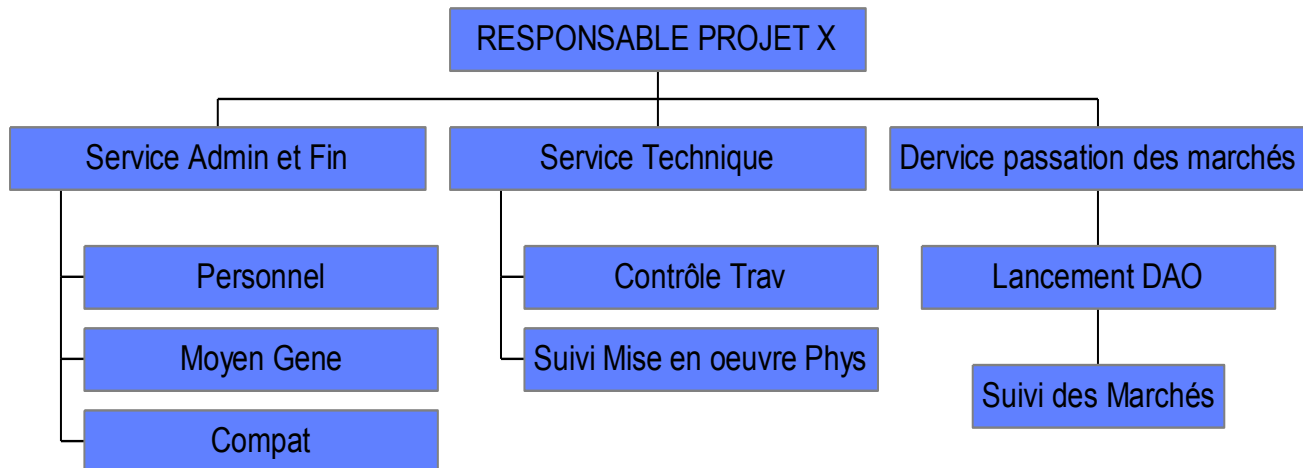 RESPONSABLE PROJET X
Service Admin et Fin
Service Technique
Dervice passation des marchés
Personnel
Contrôle Trav
Lancement DAO
Moyen Gene
Suivi Mise en oeuvre Phys
Suivi des Marchés
Compat